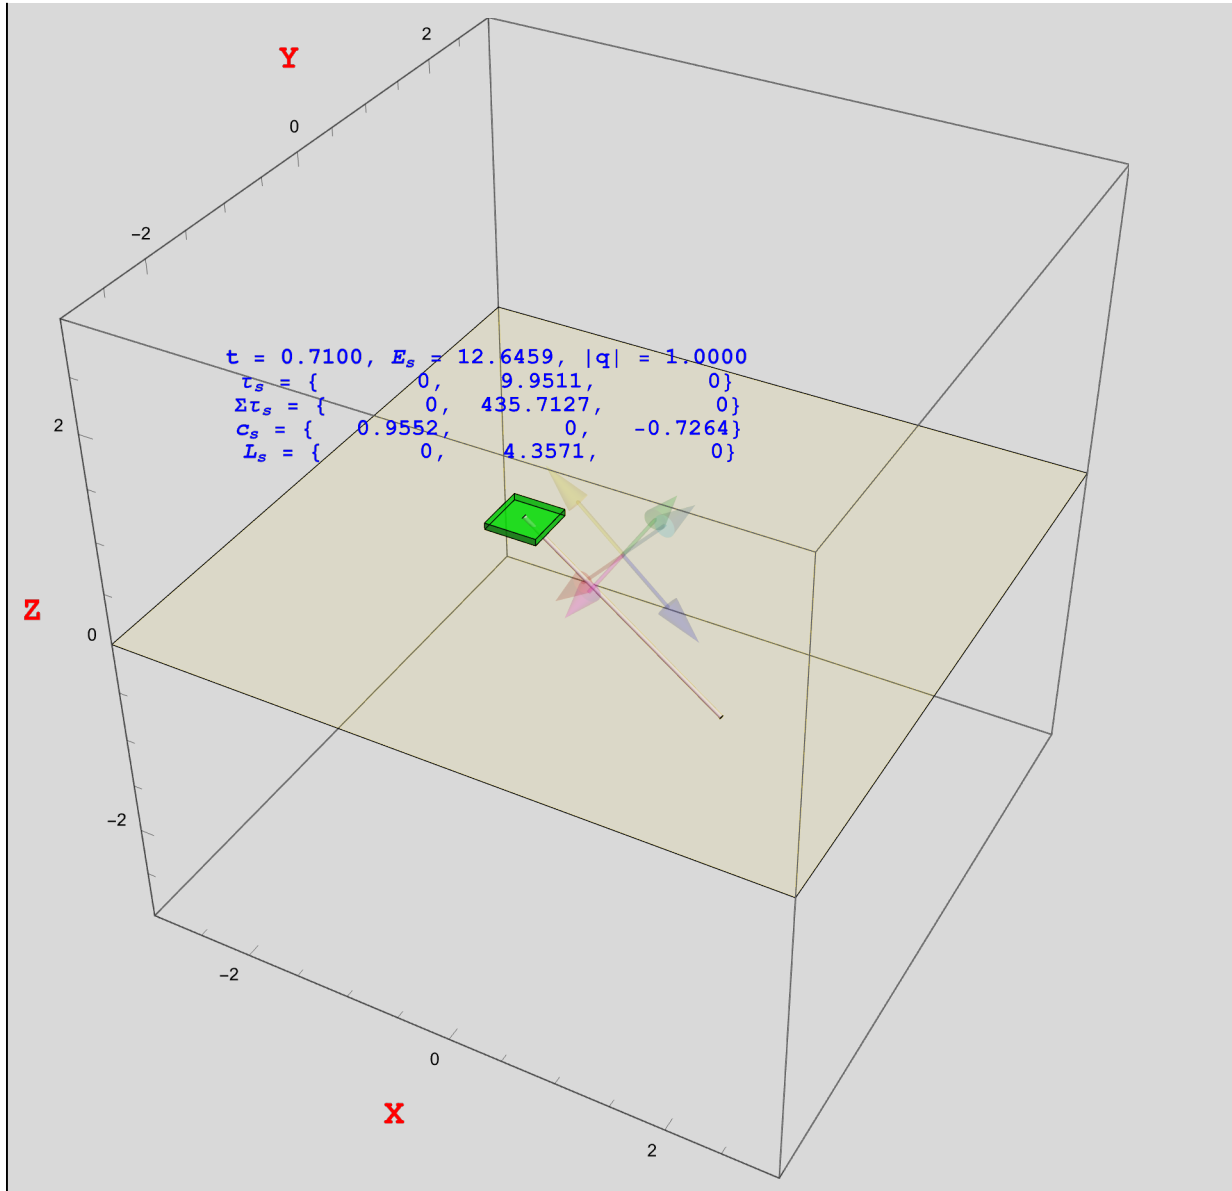 2
Y
0
−2
t = 0.7100, Es = 12.6459, |q| = 1.0000
τs = { 0, 9.9511, 0}
Στs = { 0, 435.7127, 0}
cs = { 0.9552, 0, -0.7264}
Ls = { 0, 4.3571, 0}
2
Z
0
−2
−2
0
X
2